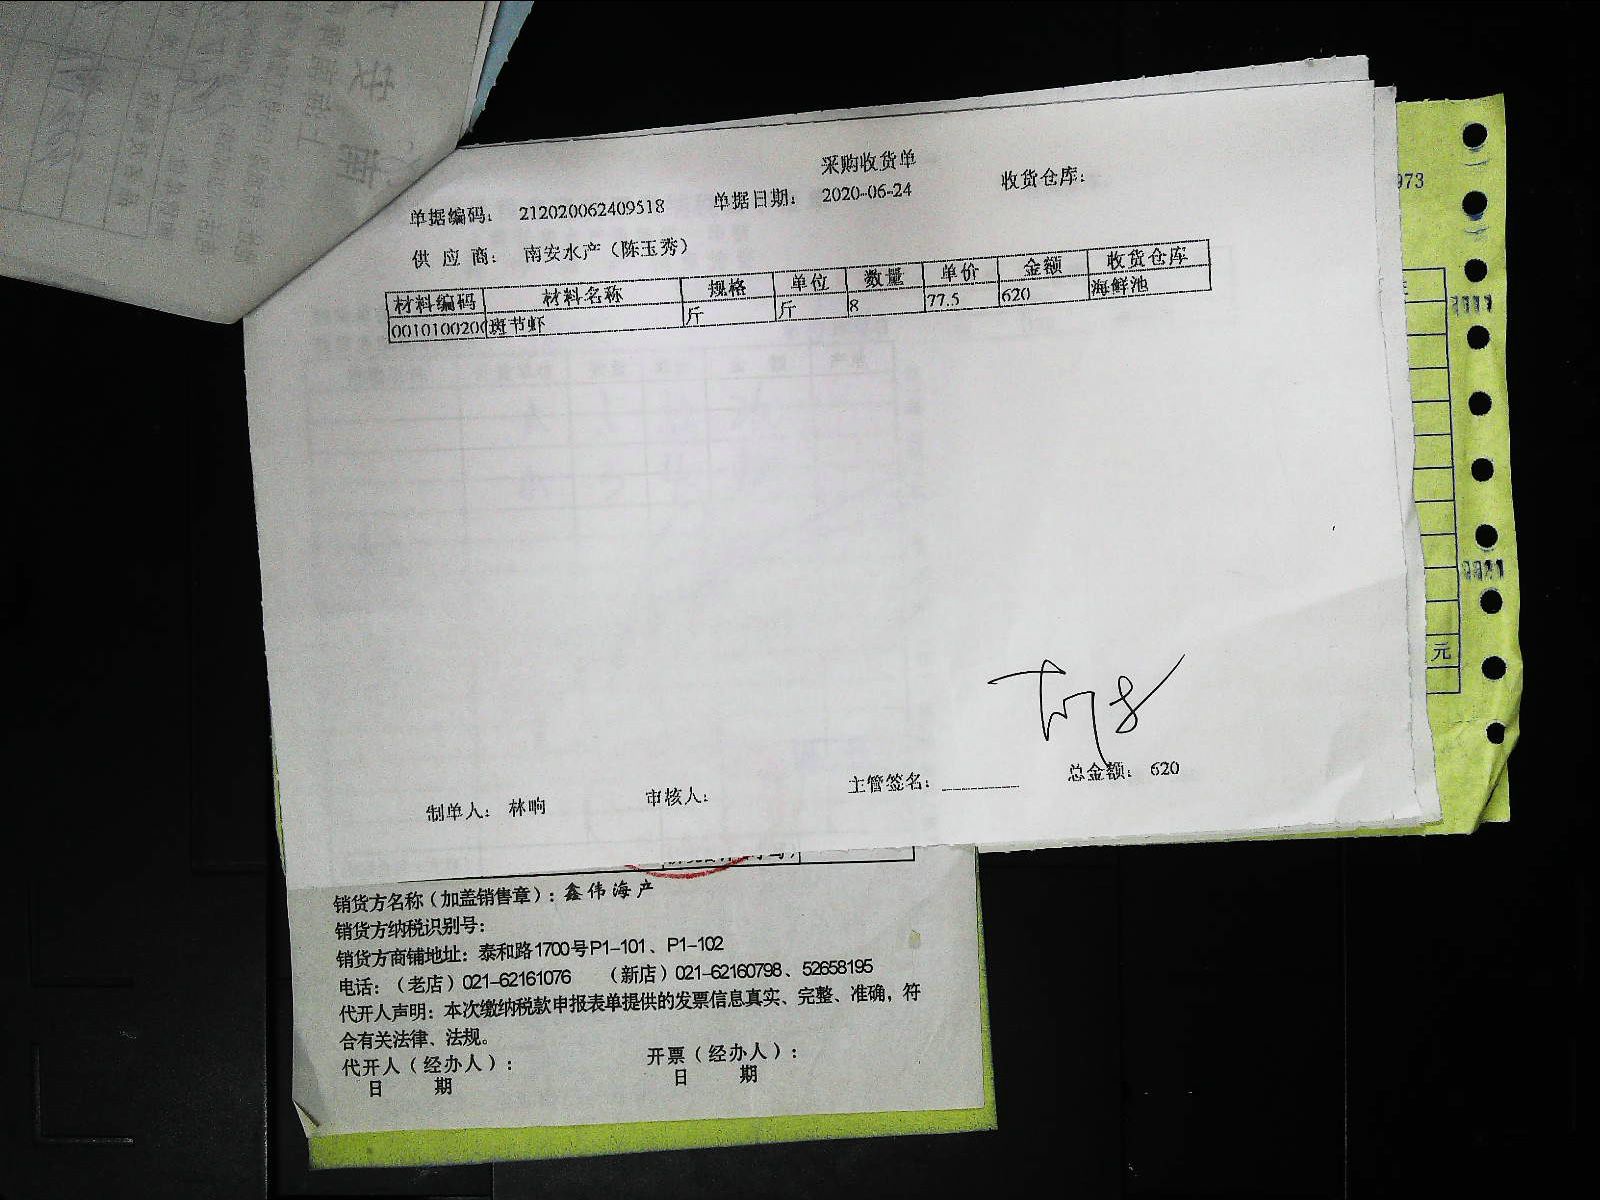 采购收货单
单据编码： 212020062409518 单据日期： 2020-06-24 收货仓库：
供 应 商： 南安水产（陈玉秀）
材料编码 材料名称 规格 单位 数量 单价 金额 收货仓库
0010100200 斑节虾 斤 斤 8 77.5 620 海鲜池
制单人： 林响 审核人： 主管签名： 总金额： 620
973
元
销货方名称（加盖销售章）：鑫伟海产
销货方纳税识别号：
销货方商铺地址：泰和路1700号P1-101、P1-102
电话：（老店）021-62161076 （新店）021-62160798、52658195
代开人声明：本次缴纳税款申报表单提供的发票信息真实、完整、准确，符
合有关法律、法规。
代开人（经办人）： 开票（经办人）：
日 期 日 期